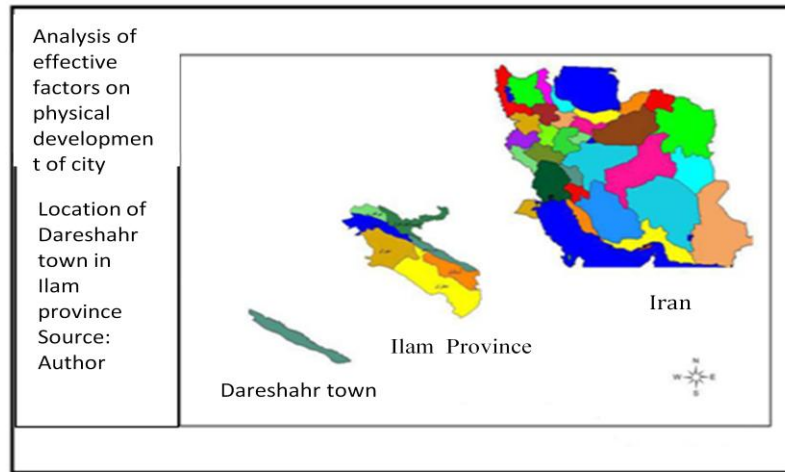 Analysis of
effective
factors on
physical
developmen
t of city
Location of
Dareshahr
town in
Ilam
province
Source:
Author
Iran
Ilam Province
Dareshahr town
N
W E
S